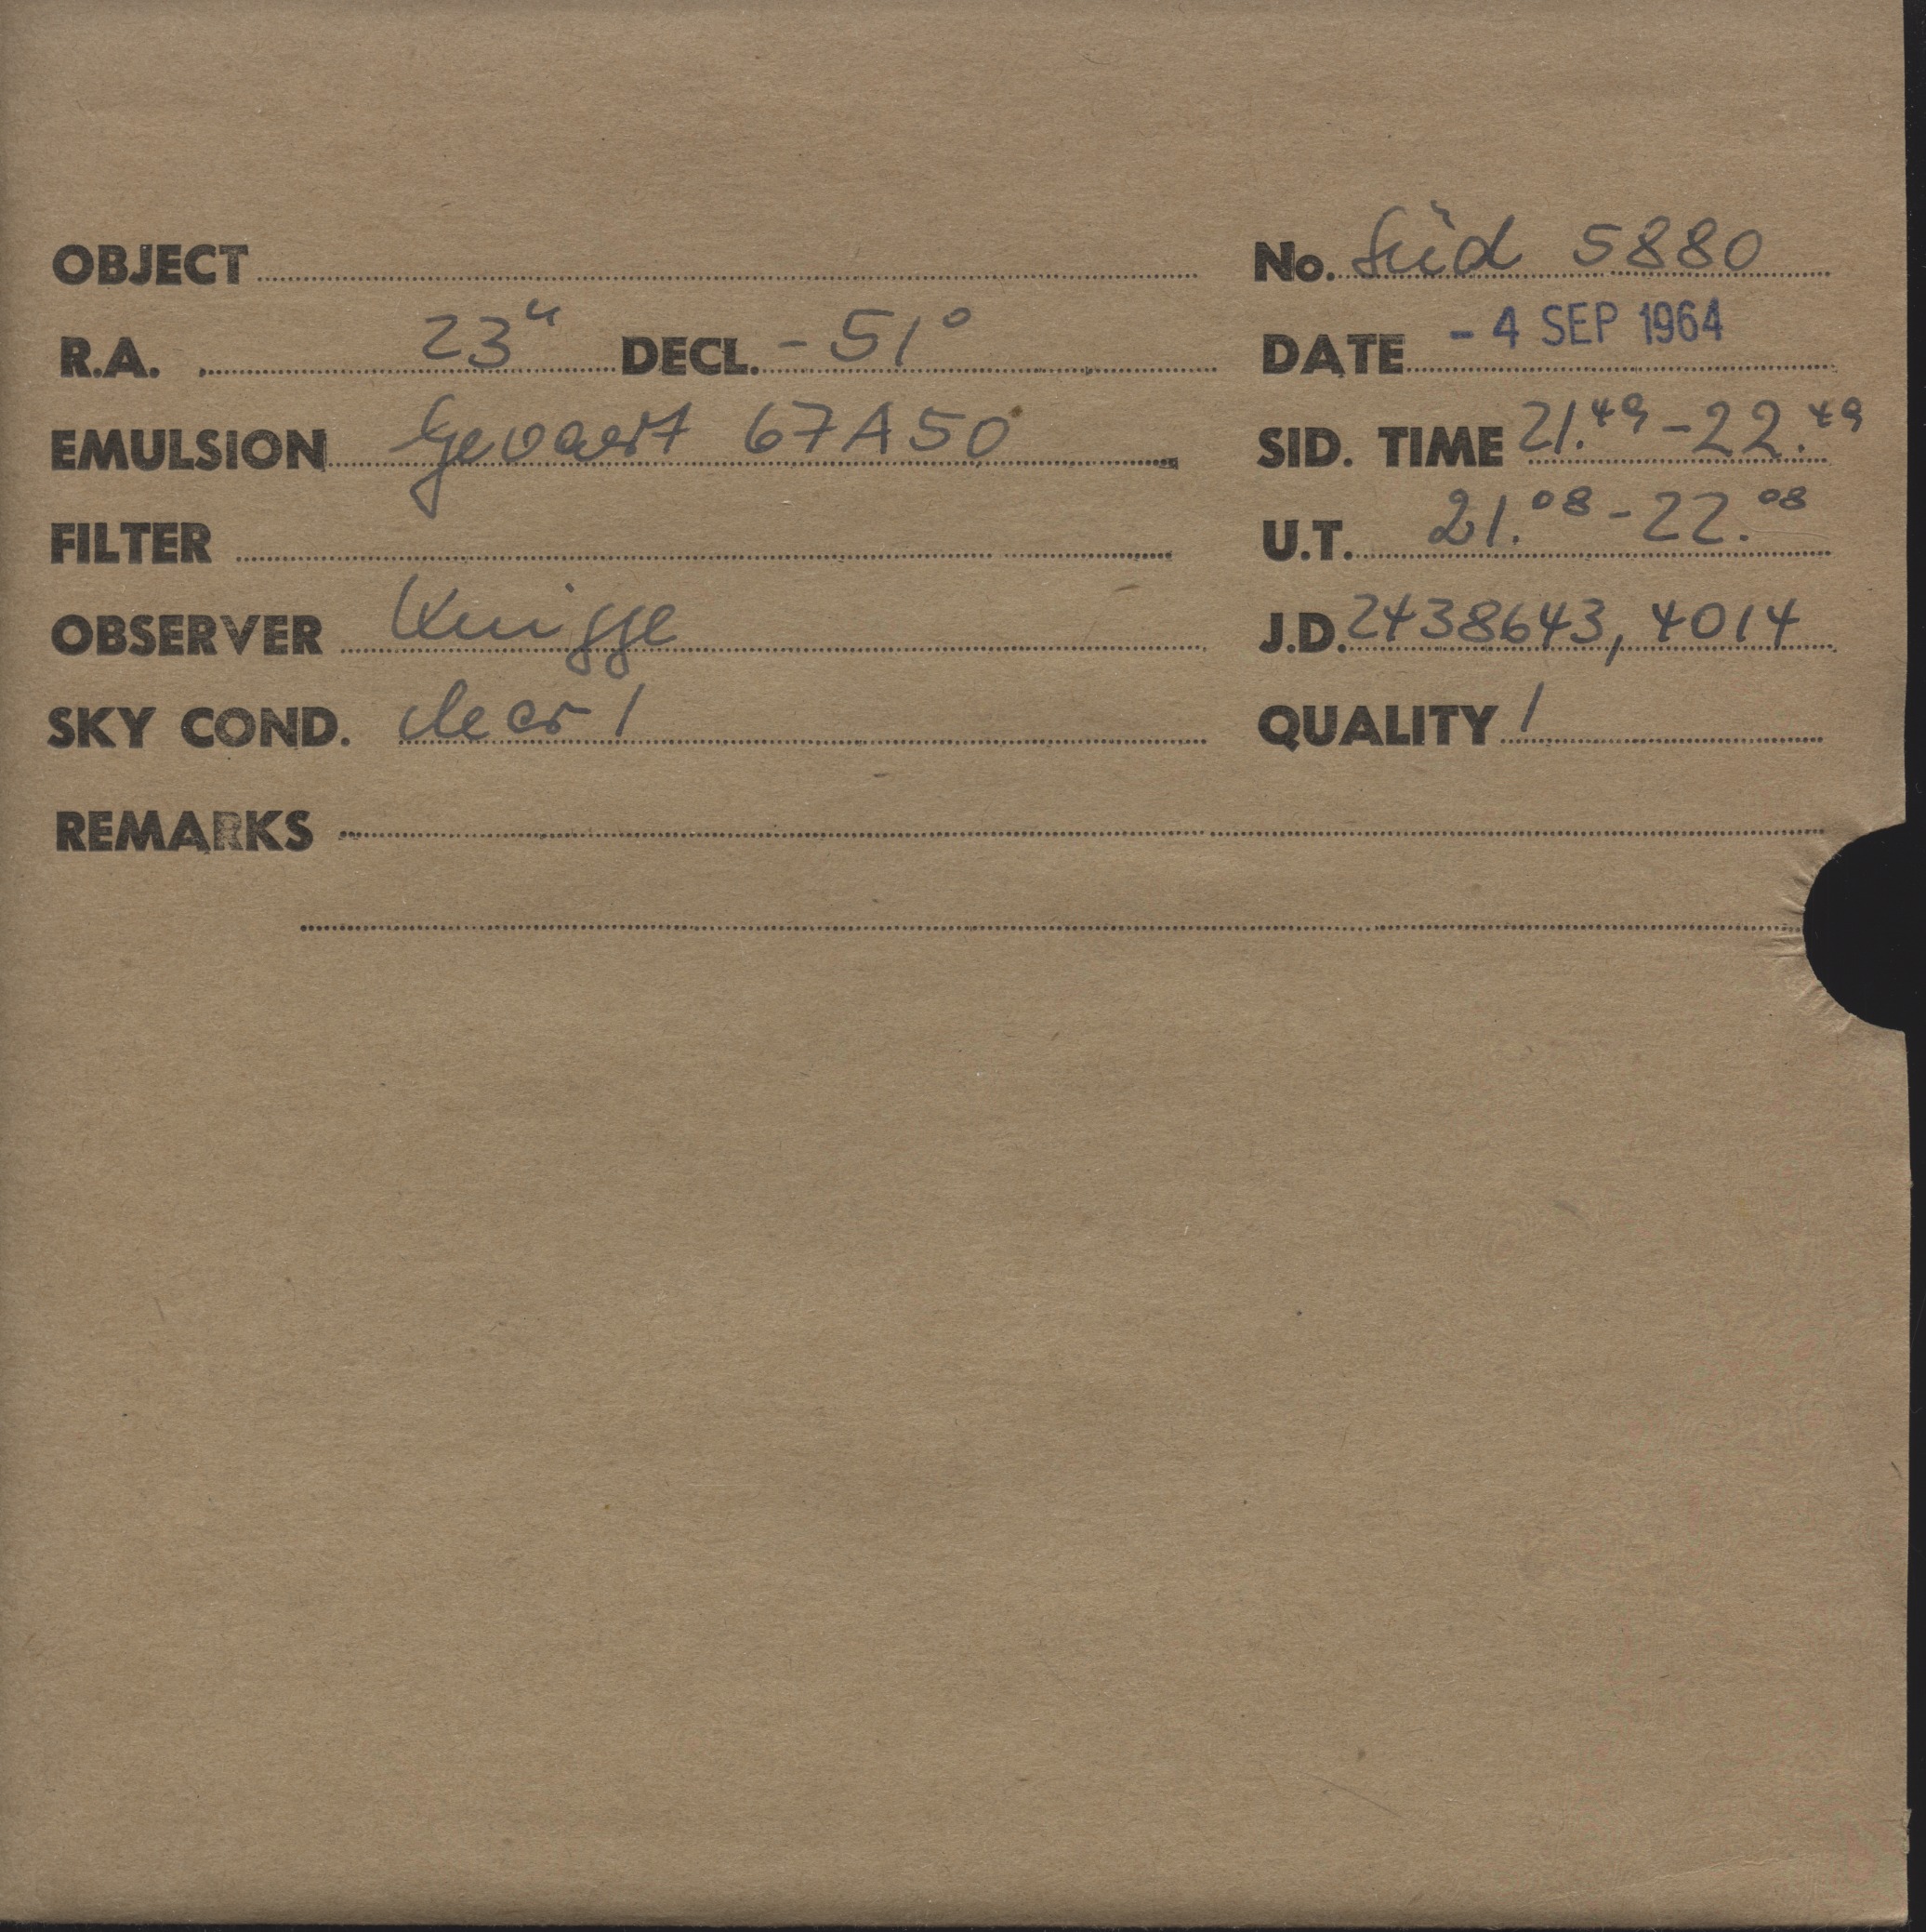 OBJECT No. Süd 5880
R.A. 23h DECL. -51°
DATE - 4 SEP 1964
EMULSION Gevaert 67A50
SID. TIME 21.49 - 22.49
FILTER
U.T. 21.08 - 22.08
OBSERVER Knigge
J.D. 2438643,4014
SKY COND. clear 1
QUALITY 1
REMARKS